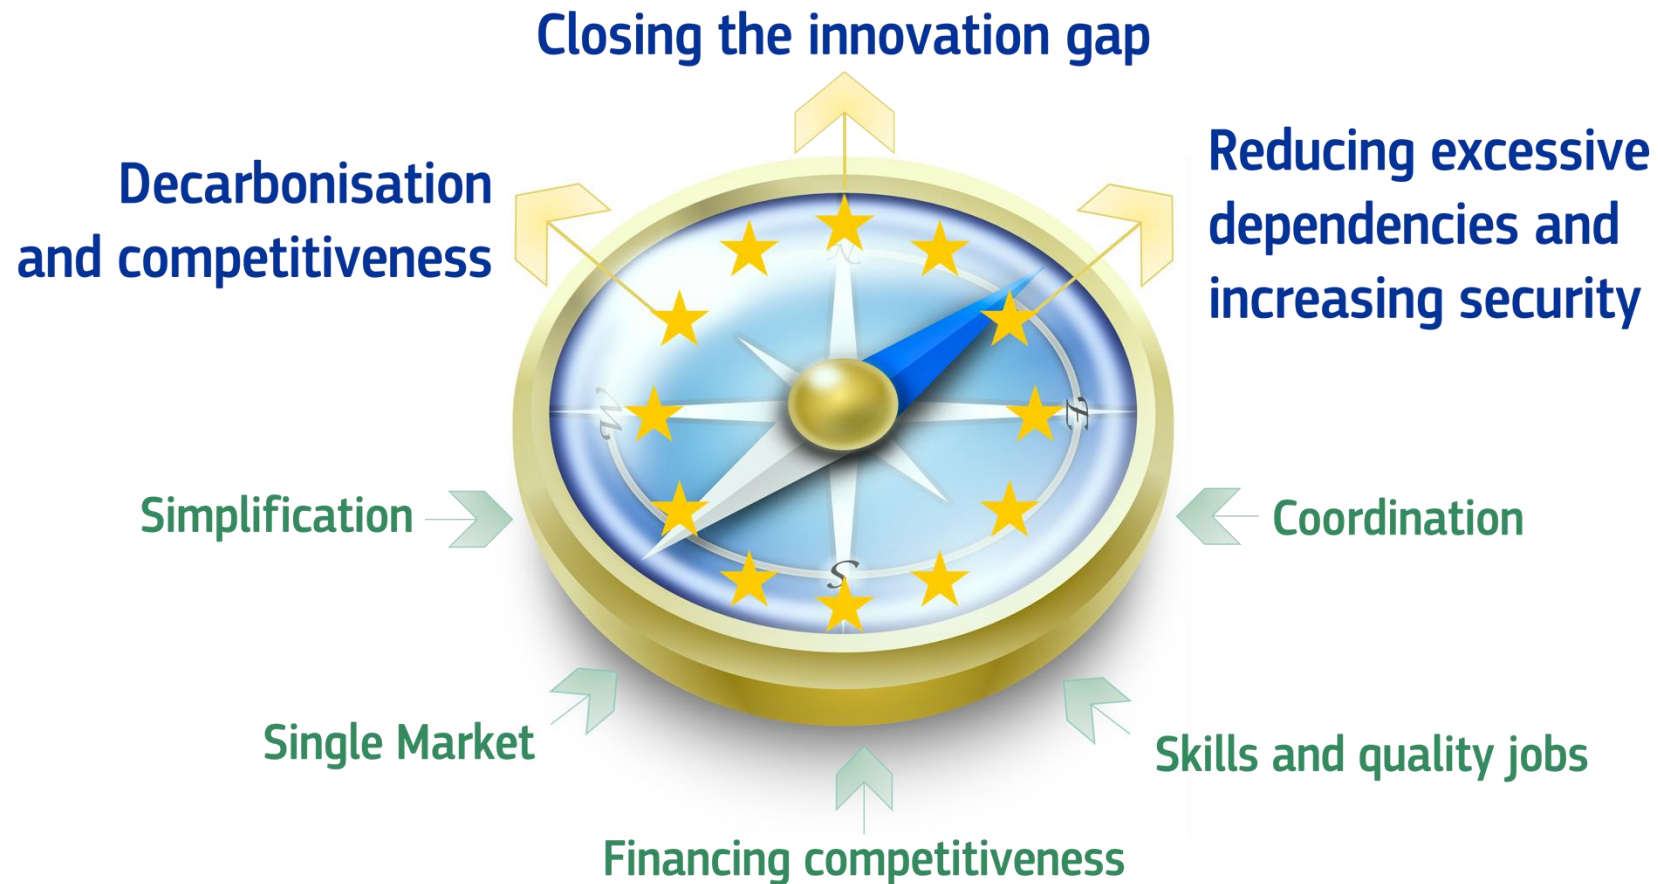 Closing the innovation gap
Decarbonisation
and competitiveness
Reducing excessive
dependencies and
increasing security
N
W
E
S
Simplification
Coordination
Single Market
Skills and quality jobs
Financing competitiveness